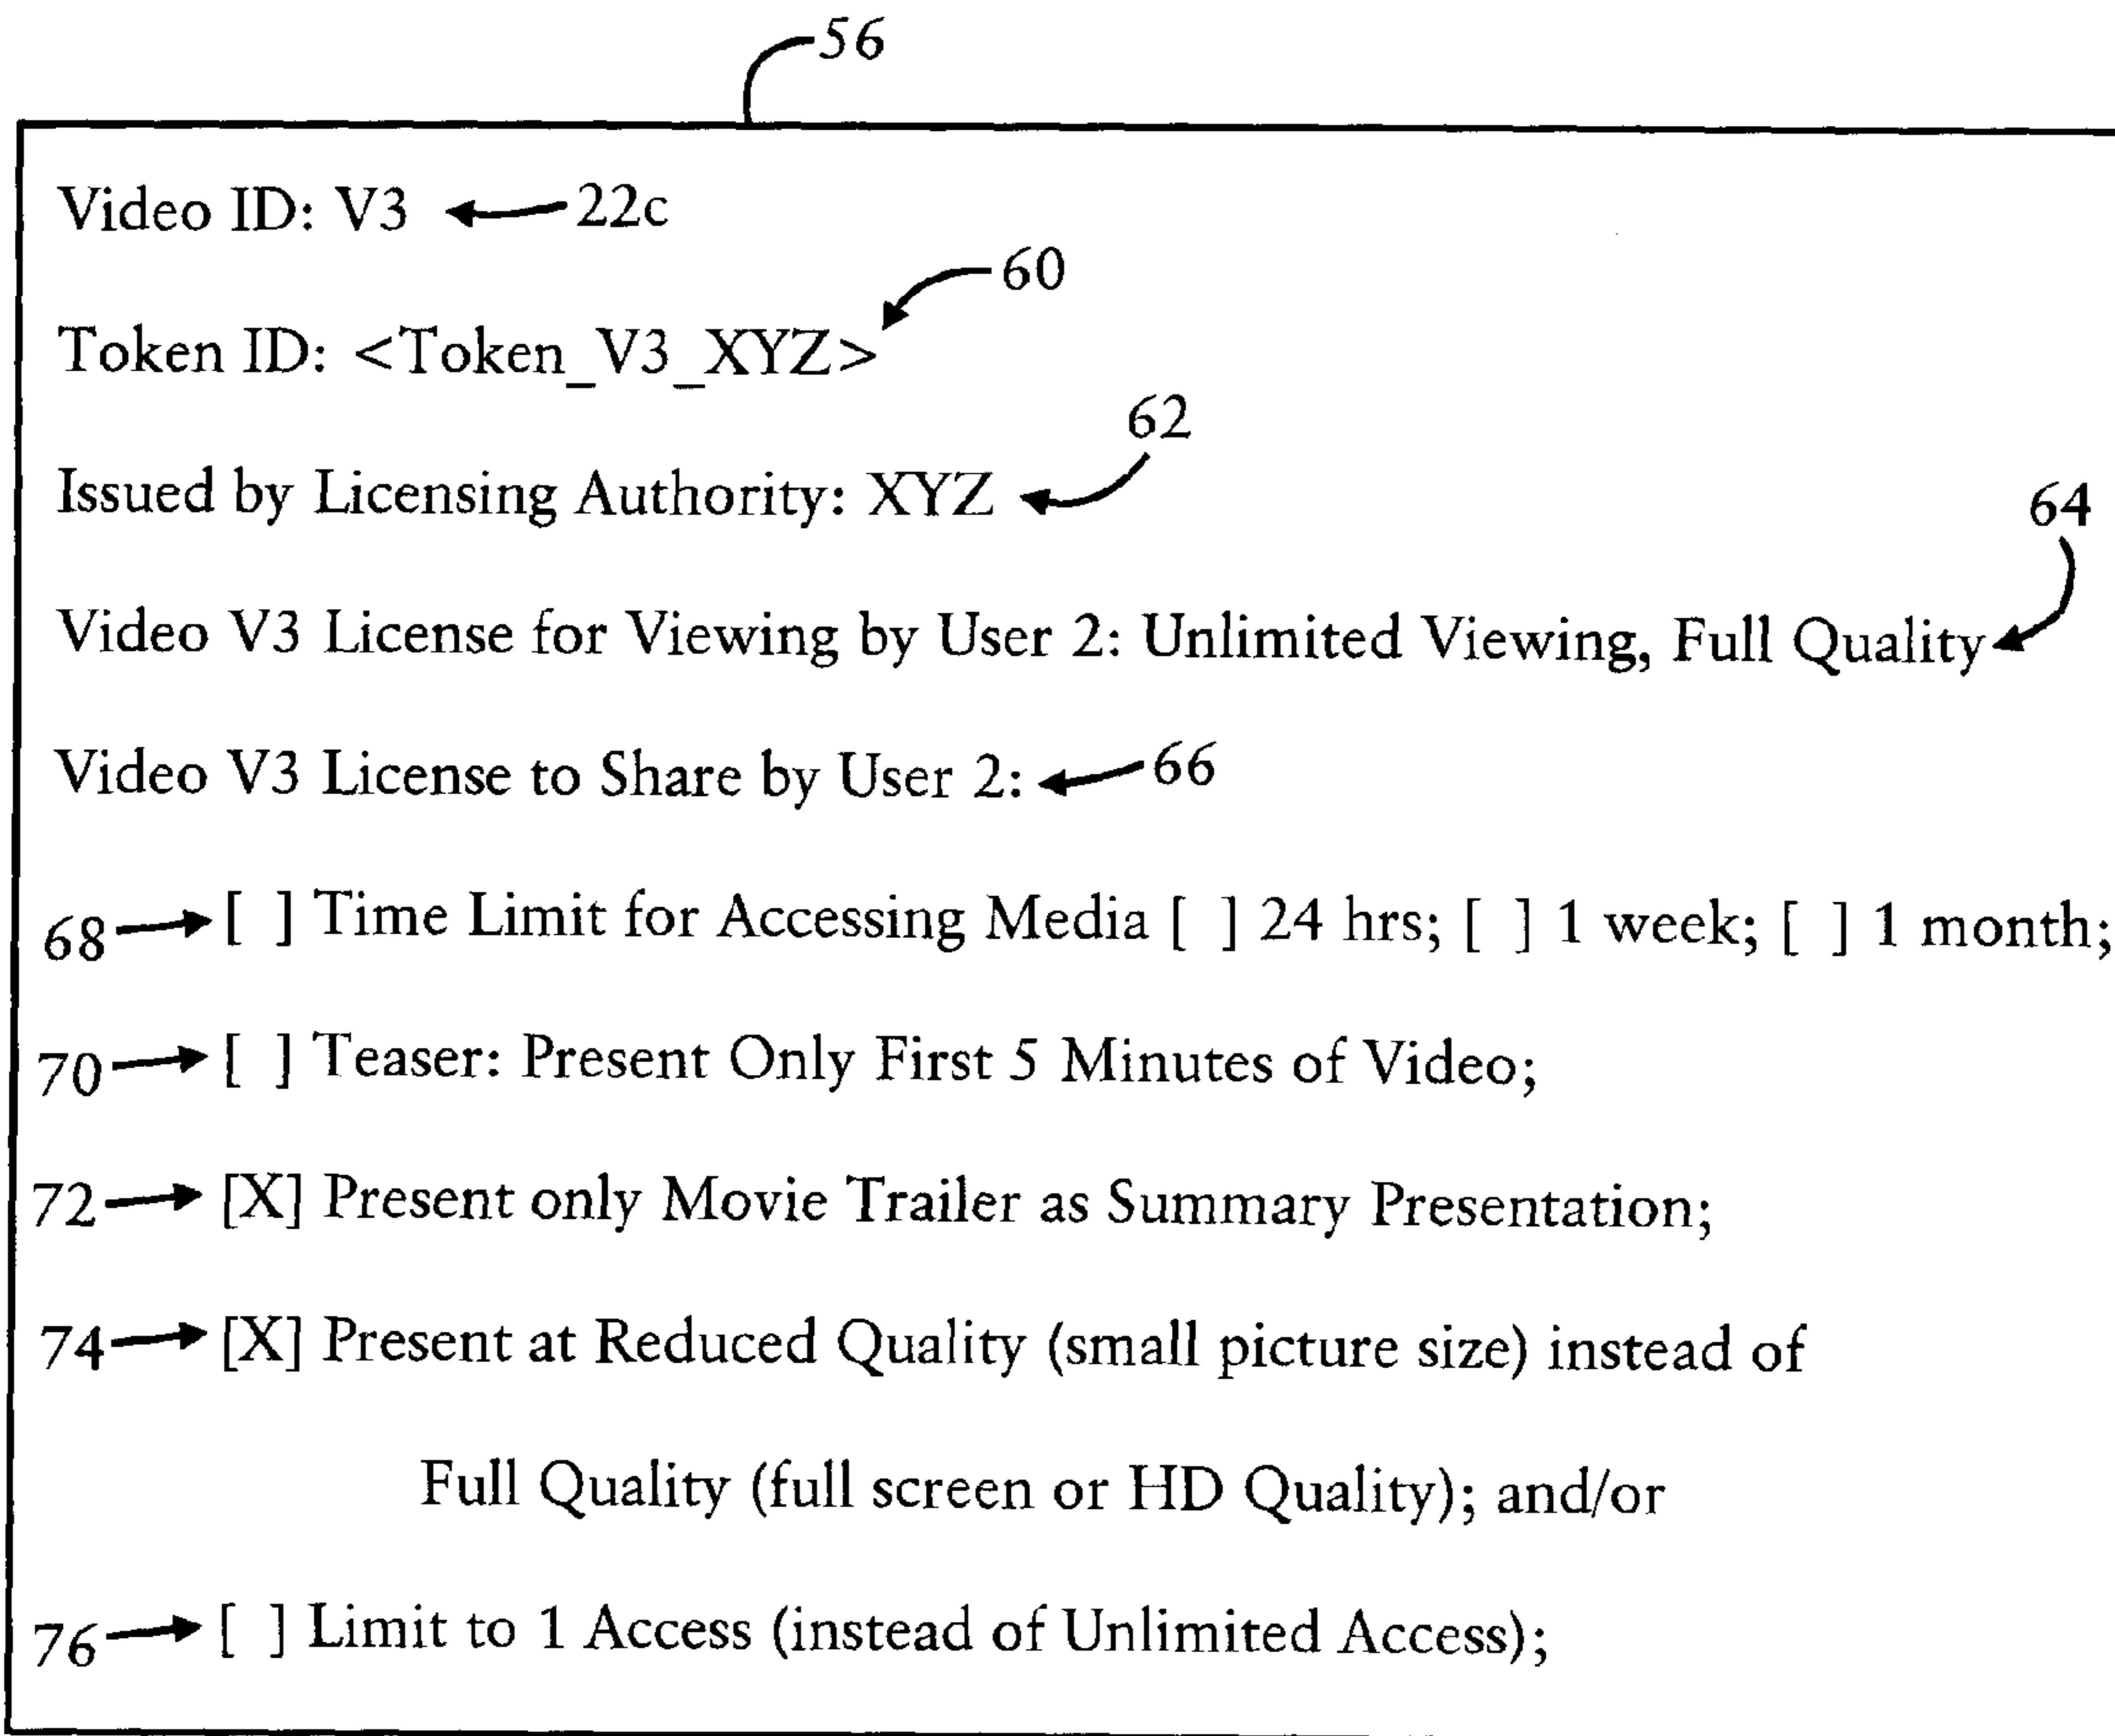 56
Video ID: V3 22c
60
Token ID: <Token_V3_XYZ>
62
Issued by Licensing Authority: XYZ
64
Video V3 License for Viewing by User 2: Unlimited Viewing, Full Quality
Video V3 License to Share by User 2: 66
68 [ ] Time Limit for Accessing Media [ ] 24 hrs; [ ] 1 week; [ ] 1 month;
70 [ ] Teaser: Present Only First 5 Minutes of Video;
72 [X] Present only Movie Trailer as Summary Presentation;
74 [X] Present at Reduced Quality (small picture size) instead of
Full Quality (full screen or HD Quality); and/or
76 [ ] Limit to 1 Access (instead of Unlimited Access);